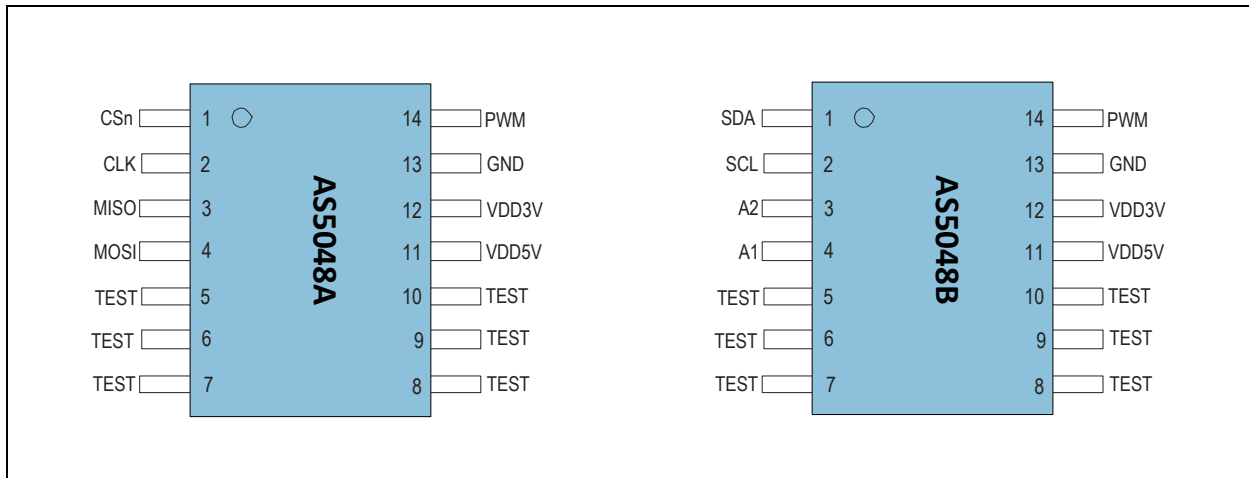 CSn 1 14 PWM
CLK 2 13 GND
MISO 3 12 VDD3V
MOSI 4 11 VDD5V
TEST 5 10 TEST
TEST 6 9 TEST
TEST 7 8 TEST
AS5048A
SDA 1 14 PWM
SCL 2 13 GND
A2 3 12 VDD3V
A1 4 11 VDD5V
TEST 5 10 TEST
TEST 6 9 TEST
TEST 7 8 TEST
AS5048B